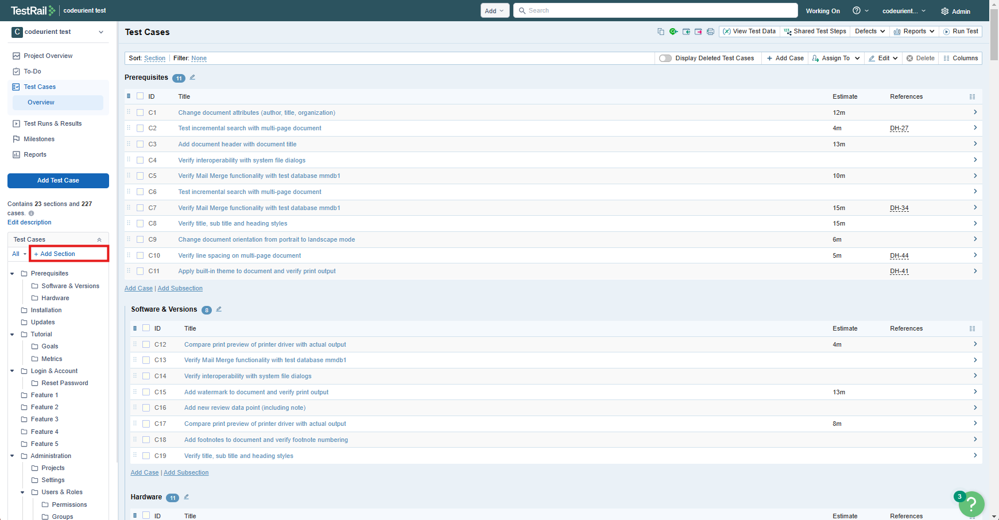 TestRail codeurient test Add Search Working On codeurient... Admin
C codeurient test
Project Overview
To-Do
Test Cases
Overview
Test Runs & Results
Milestones
Reports
Add Test Case
Contains 23 sections and 227
cases.
Edit description
Test Cases
All + Add Section
Prerequisites
Software & Versions
Hardware
Installation
Updates
Tutorial
Goals
Metrics
Login & Account
Reset Password
Feature 1
Feature 2
Feature 3
Feature 4
Feature 5
Administration
Projects
Settings
Users & Roles
Permissions
Groups
Test Cases View Test Data Shared Test Steps Defects Reports Run Test
Sort: Section Filter: None Display Deleted Test Cases + Add Case Assign To Edit Delete Columns
Prerequisites 11
ID Title Estimate References
C1 Change document attributes (author, title, organization) 12m
C2 Test incremental search with multi-page document 4m DH-27
C3 Add document header with document title 13m
C4 Verify interoperability with system file dialogs
C5 Verify Mail Merge functionality with test database mmdb1 10m
C6 Test incremental search with multi-page document
C7 Verify Mail Merge functionality with test database mmdb1 15m DH-34
C8 Verify title, sub title and heading styles 15m
C9 Change document orientation from portrait to landscape mode 6m
C10 Verify line spacing on multi-page document 5m DH-44
C11 Apply built-in theme to document and verify print output DH-41
Add Case | Add Subsection
Software & Versions 8
ID Title Estimate References
C12 Compare print preview of printer driver with actual output 4m
C13 Verify Mail Merge functionality with test database mmdb1
C14 Verify interoperability with system file dialogs
C15 Add watermark to document and verify print output 13m
C16 Add new review data point (including note)
C17 Compare print preview of printer driver with actual output 8m
C18 Add footnotes to document and verify footnote numbering
C19 Verify title, sub title and heading styles
Add Case | Add Subsection
Hardware 11
ID Title Estimate References
3 ?